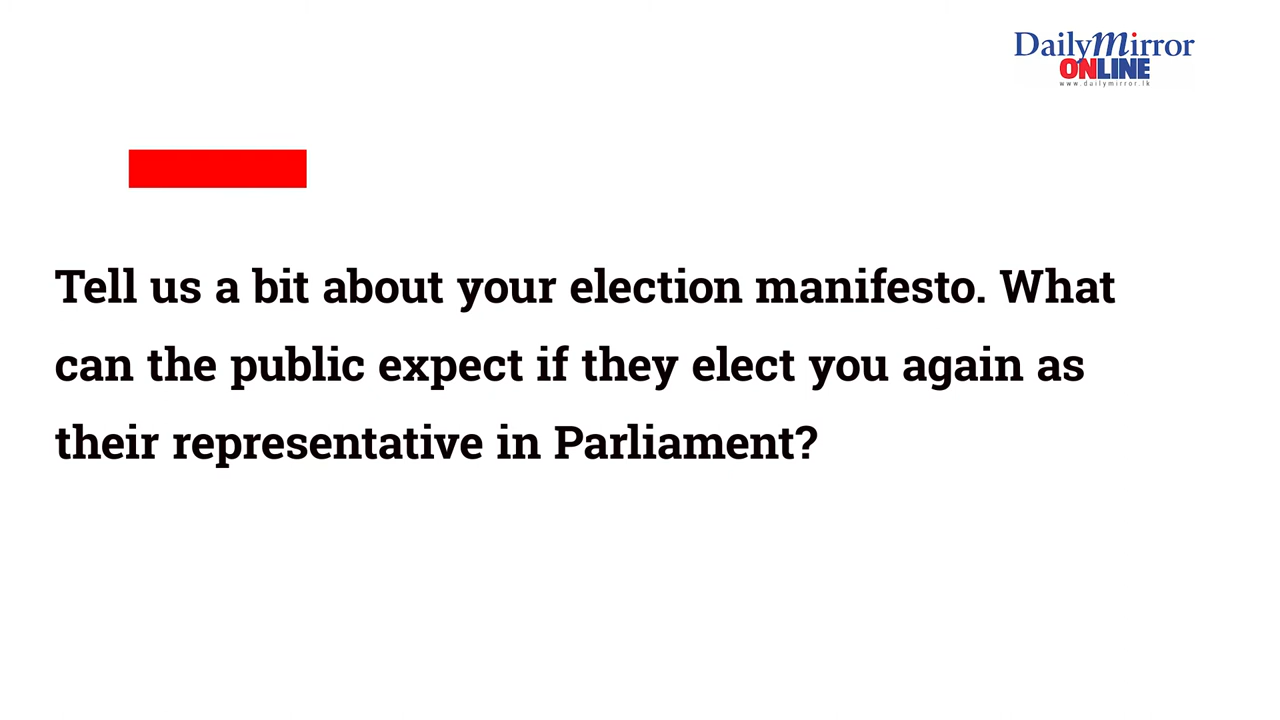 DailyMirror
ONLINE
www.dailymirror.lk
Tell us a bit about your election manifesto. What
can the public expect if they elect you again as
their representative in Parliament?